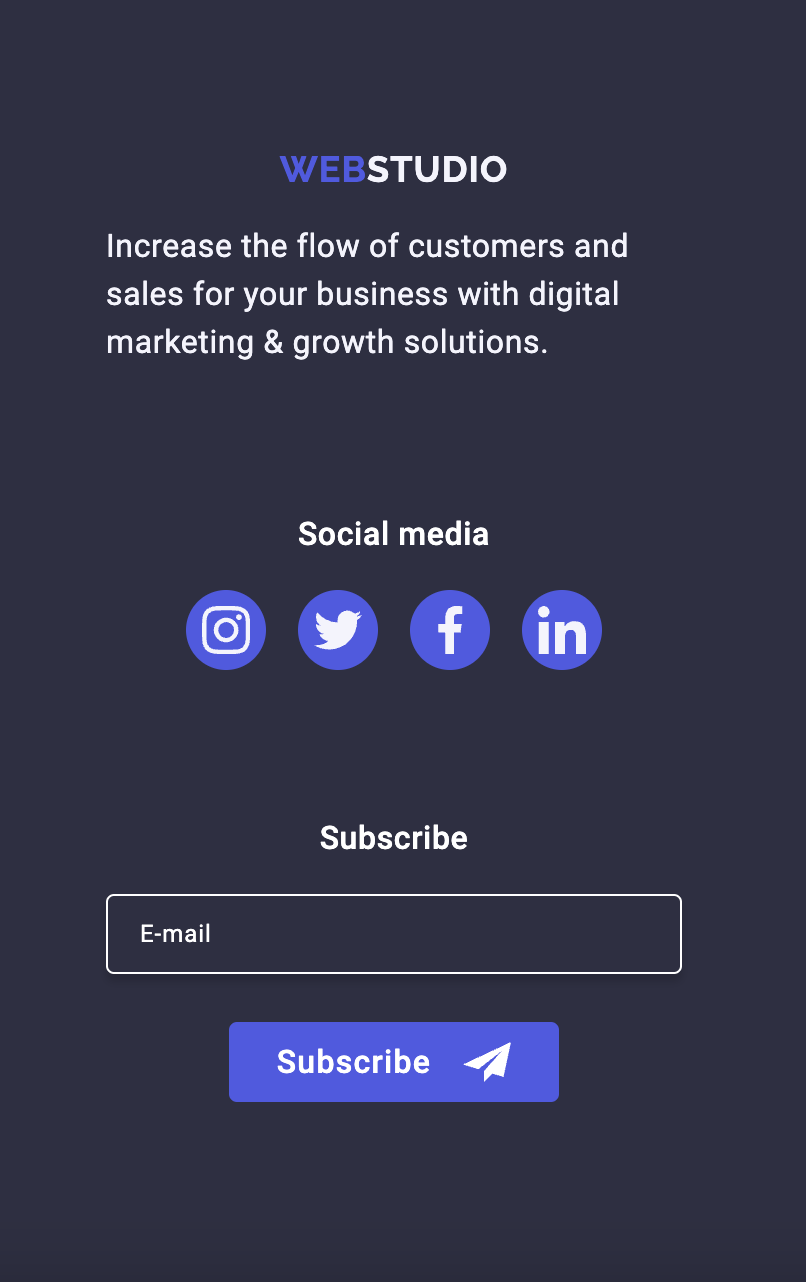 WEBSTUDIO
Increase the flow of customers and
sales for your business with digital
marketing & growth solutions.
Social media
Subscribe
E-mail
Subscribe